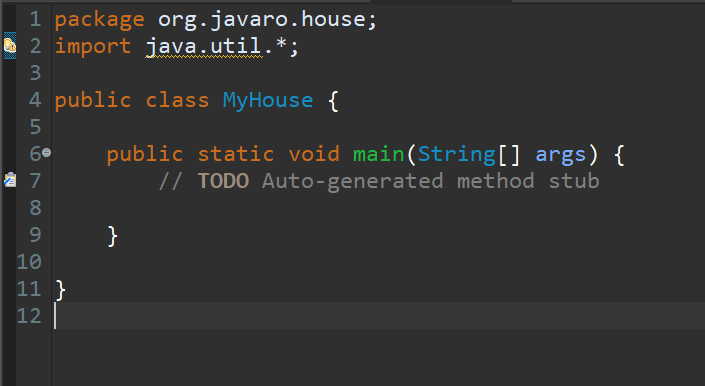 1 package org.javaro.house;
2 import java.util.*;
3
4 public class MyHouse {
5
6     public static void main(String[] args) {
7         // TODO Auto-generated method stub
8
9     }
10
11 }
12